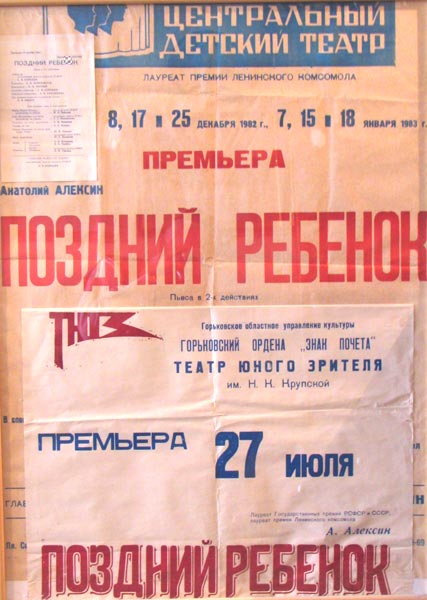 ЦЕНТРАЛЬНЫЙ
ДЕТСКИЙ ТЕАТР
ЛАУРЕАТ ПРЕМИИ ЛЕНИНСКОГО КОМСОМОЛА
ПОЗДНИЙ РЕБЕНОК
8, 17 и 25 ДЕКАБРЯ 1982 г., 7, 15 и 18 ЯНВАРЯ 1983 г.
ПРЕМЬЕРА
Анатолий АЛЕКСИН
ПОЗДНИЙ РЕБЕНОК
Пьеса в 2-х действиях
ТЮЗ
Горьковское областное управление культуры
ГОРЬКОВСКИЙ ОРДЕНА „ЗНАК ПОЧЕТА"
ТЕАТР ЮНОГО ЗРИТЕЛЯ
им. Н. К. Крупской
ПРЕМЬЕРА 27 ИЮЛЯ
Лауреат Государственных премий РСФСР и СССР,
лауреат премии Ленинского комсомола
А. Алексин
ПОЗДНИЙ РЕБЕНОК